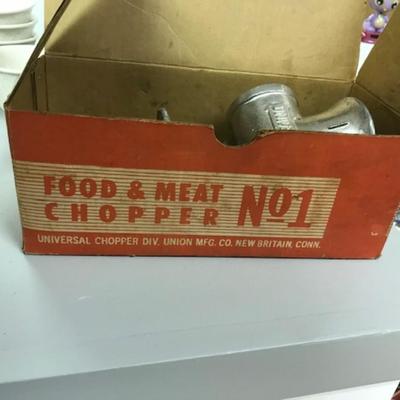 FOOD & MEAT
CHOPPER Nº1
UNIVERSAL CHOPPER DIV. UNION MFG. CO. NEW BRITAIN, CONN.